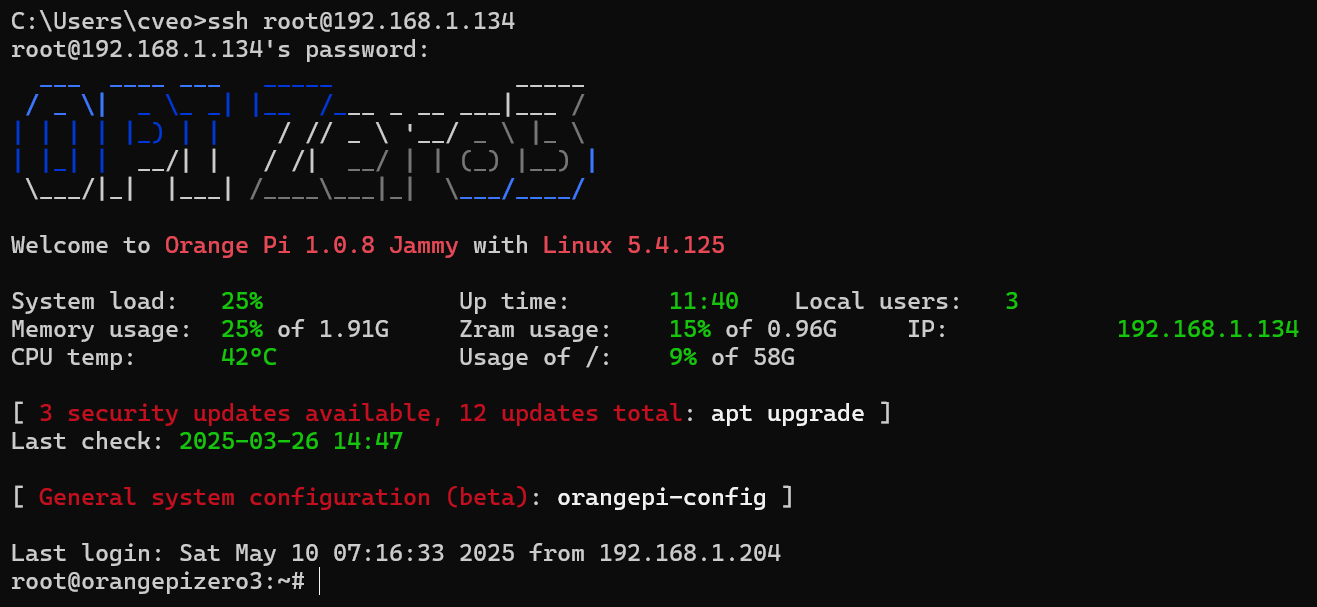 C:\Users\cveo>ssh root@192.168.1.134
root@192.168.1.134's password:
OPI Zero3
Welcome to Orange Pi 1.0.8 Jammy with Linux 5.4.125
System load: 25% Up time: 11:40 Local users: 3
Memory usage: 25% of 1.91G Zram usage: 15% of 0.96G IP: 192.168.1.134
CPU temp: 42°C Usage of /: 9% of 58G
[ 3 security updates available, 12 updates total: apt upgrade ]
Last check: 2025-03-26 14:47
[ General system configuration (beta): orangepi-config ]
Last login: Sat May 10 07:16:33 2025 from 192.168.1.204
root@orangepizero3:~#